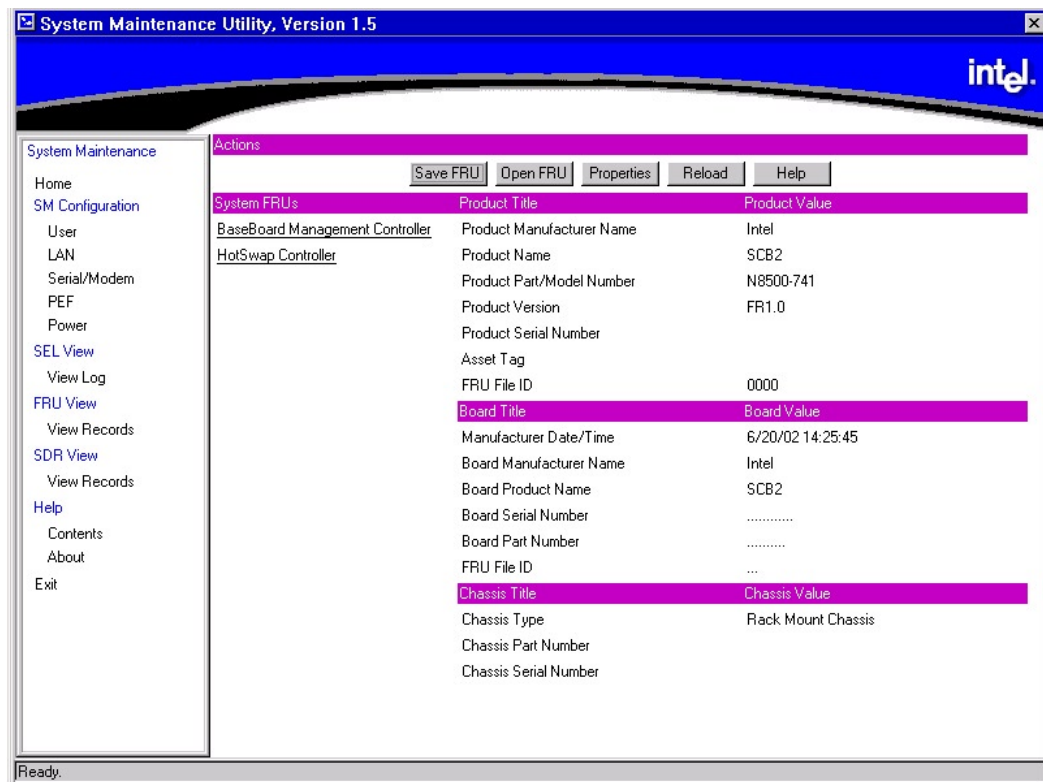 System Maintenance Utility, Version 1.5
intel.
System Maintenance
Home
SM Configuration
User
LAN
Serial/Modem
PEF
Power
SEL View
View Log
FRU View
View Records
SDR View
View Records
Help
Contents
About
Exit
Actions
Save FRU Open FRU Properties Reload Help
System FRUs Product Title Product Value
BaseBoard Management Controller Product Manufacturer Name Intel
HotSwap Controller Product Name SCB2
Product Part/Model Number N8500-741
Product Version FR1.0
Product Serial Number
Asset Tag
FRU File ID 0000
Board Title Board Value
Manufacturer Date/Time 6/20/02 14:25:45
Board Manufacturer Name Intel
Board Product Name SCB2
Board Serial Number ............
Board Part Number ..........
FRU File ID ...
Chassis Title Chassis Value
Chassis Type Rack Mount Chassis
Chassis Part Number
Chassis Serial Number
Ready.